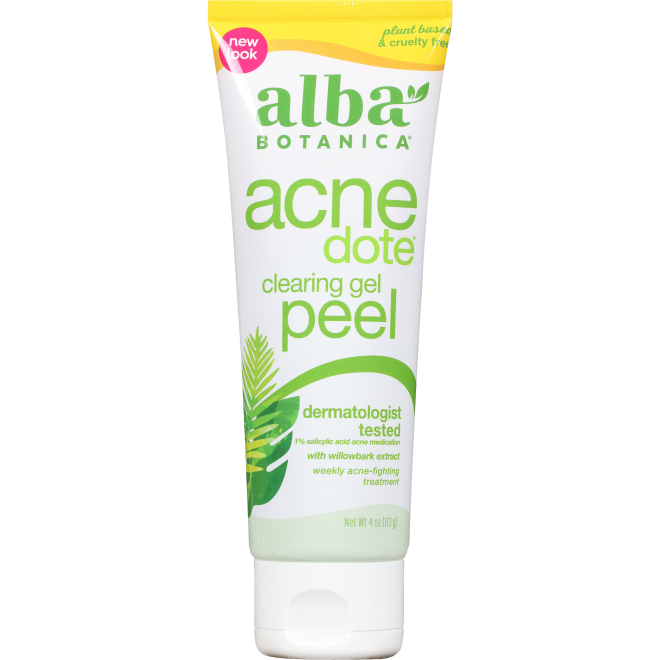 new
look
plant based
& cruelty free
alba
BOTANICA®
acne
dote®
clearing gel
peel
dermatologist
tested
1% salicylic acid acne medication
with willowbark extract
weekly acne-fighting
treatment
Net Wt 4 oz (113g)